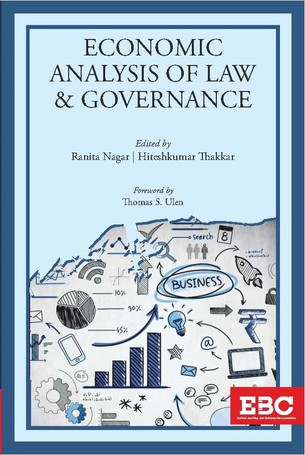 ECONOMIC
ANALYSIS OF LAW
& GOVERNANCE
Edited by
Ranita Nagar | Hiteshkumar Thakkar
Foreword by
Thomas S. Ulen
search 8
10%
BUSINESS
30%
45%
EBC